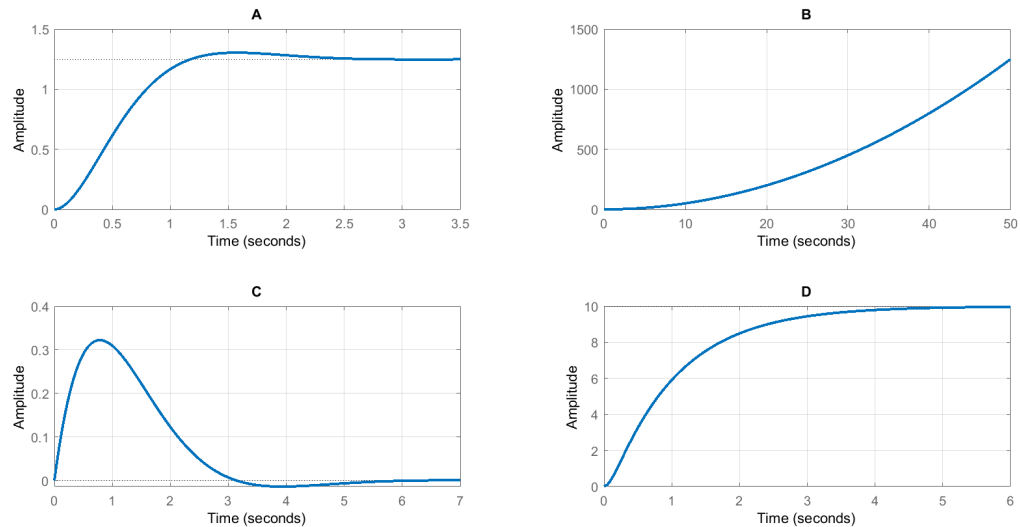 A
1.5
1
0.5
0
Amplitude
0 0.5 1 1.5 2 2.5 3 3.5
Time (seconds)
B
1500
1000
500
0
Amplitude
0 10 20 30 40 50
Time (seconds)
C
0.4
0.3
0.2
0.1
0
Amplitude
0 1 2 3 4 5 6 7
Time (seconds)
D
10
8
6
4
2
0
Amplitude
0 1 2 3 4 5 6
Time (seconds)